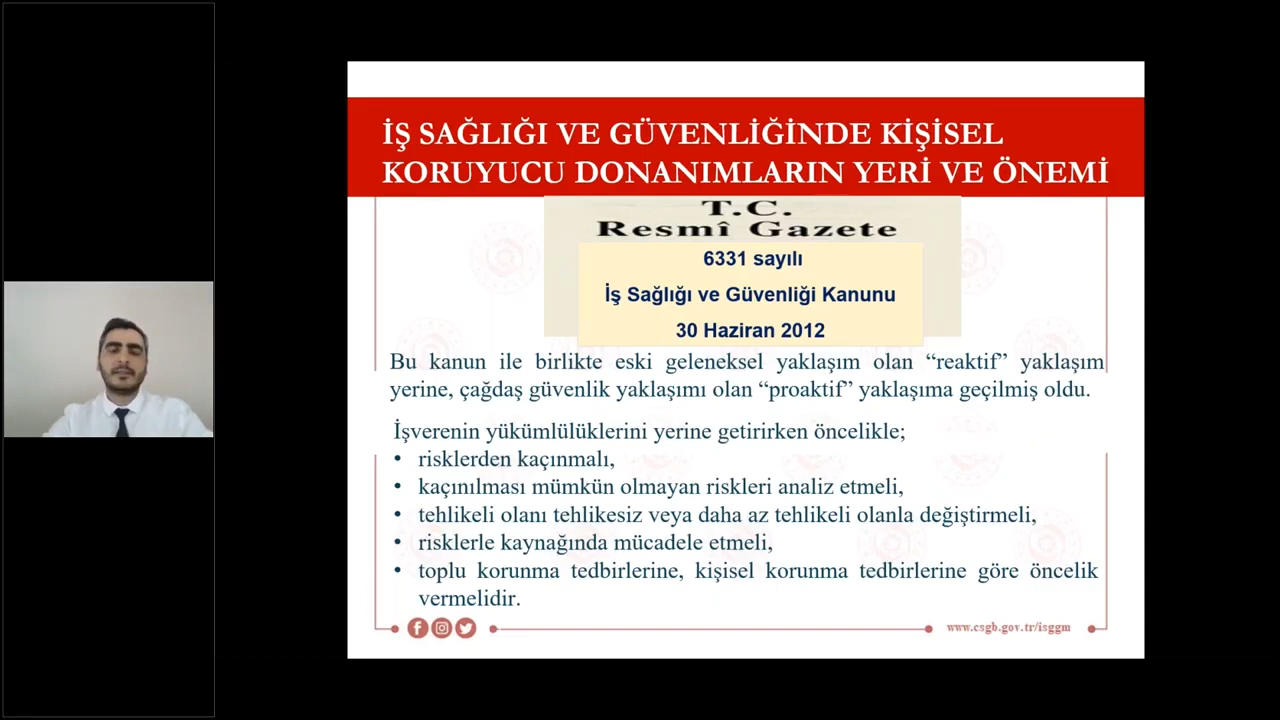 İŞ SAĞLIĞI VE GÜVENLİĞİNDE KİŞİSEL
KORUYUCU DONANIMLARIN YERİ VE ÖNEMİ
T.C.
Resmî Gazete
6331 sayılı
İş Sağlığı ve Güvenliği Kanunu
30 Haziran 2012
Bu kanun ile birlikte eski geleneksel yaklaşım olan “reaktif” yaklaşım
yerine, çağdaş güvenlik yaklaşımı olan “proaktif” yaklaşıma geçilmiş oldu.
İşverenin yükümlülüklerini yerine getirirken öncelikle;
• risklerden kaçınmalı,
• kaçınılması mümkün olmayan riskleri analiz etmeli,
• tehlikeli olanı tehlikesiz veya daha az tehlikeli olanla değiştirmeli,
• risklerle kaynağında mücadele etmeli,
• toplu korunma tedbirlerine, kişisel korunma tedbirlerine göre öncelik
vermelidir.
www.csgb.gov.tr/isggm